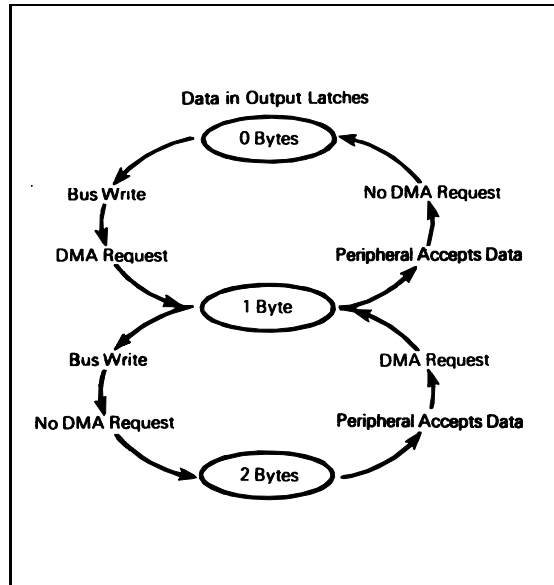 Data in Output Latches
0 Bytes
Bus Write
No DMA Request
DMA Request
Peripheral Accepts Data
1 Byte
Bus Write
DMA Request
No DMA Request
Peripheral Accepts Data
2 Bytes